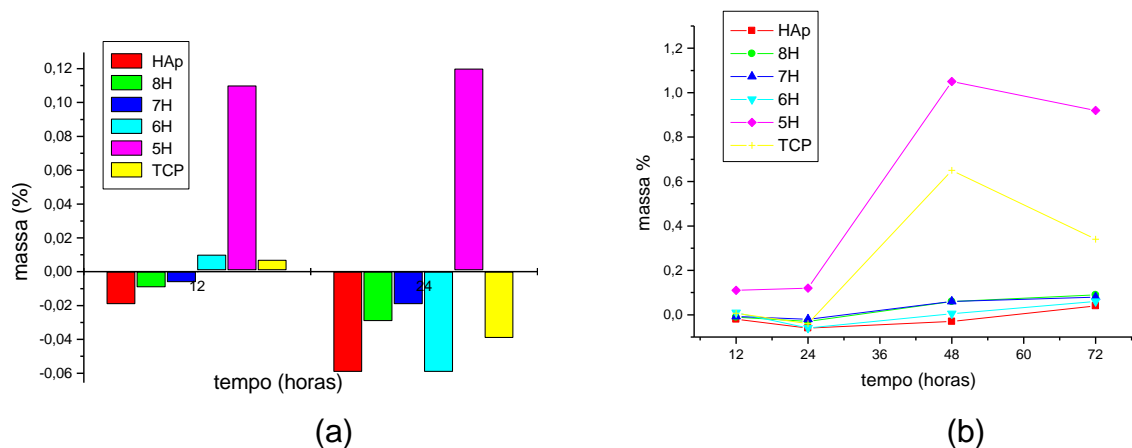 HAp
8H
7H
6H
5H
TCP
0,12
0,10
0,08
0,06
0,04
0,02
0,00
-0,02
-0,04
-0,06
massa (%)
12
24
tempo (horas)
(a)
HAp
8H
7H
6H
5H
TCP
1,2
1,0
0,8
0,6
0,4
0,2
0,0
massa %
12 24 36 48 60 72
tempo (horas)
(b)